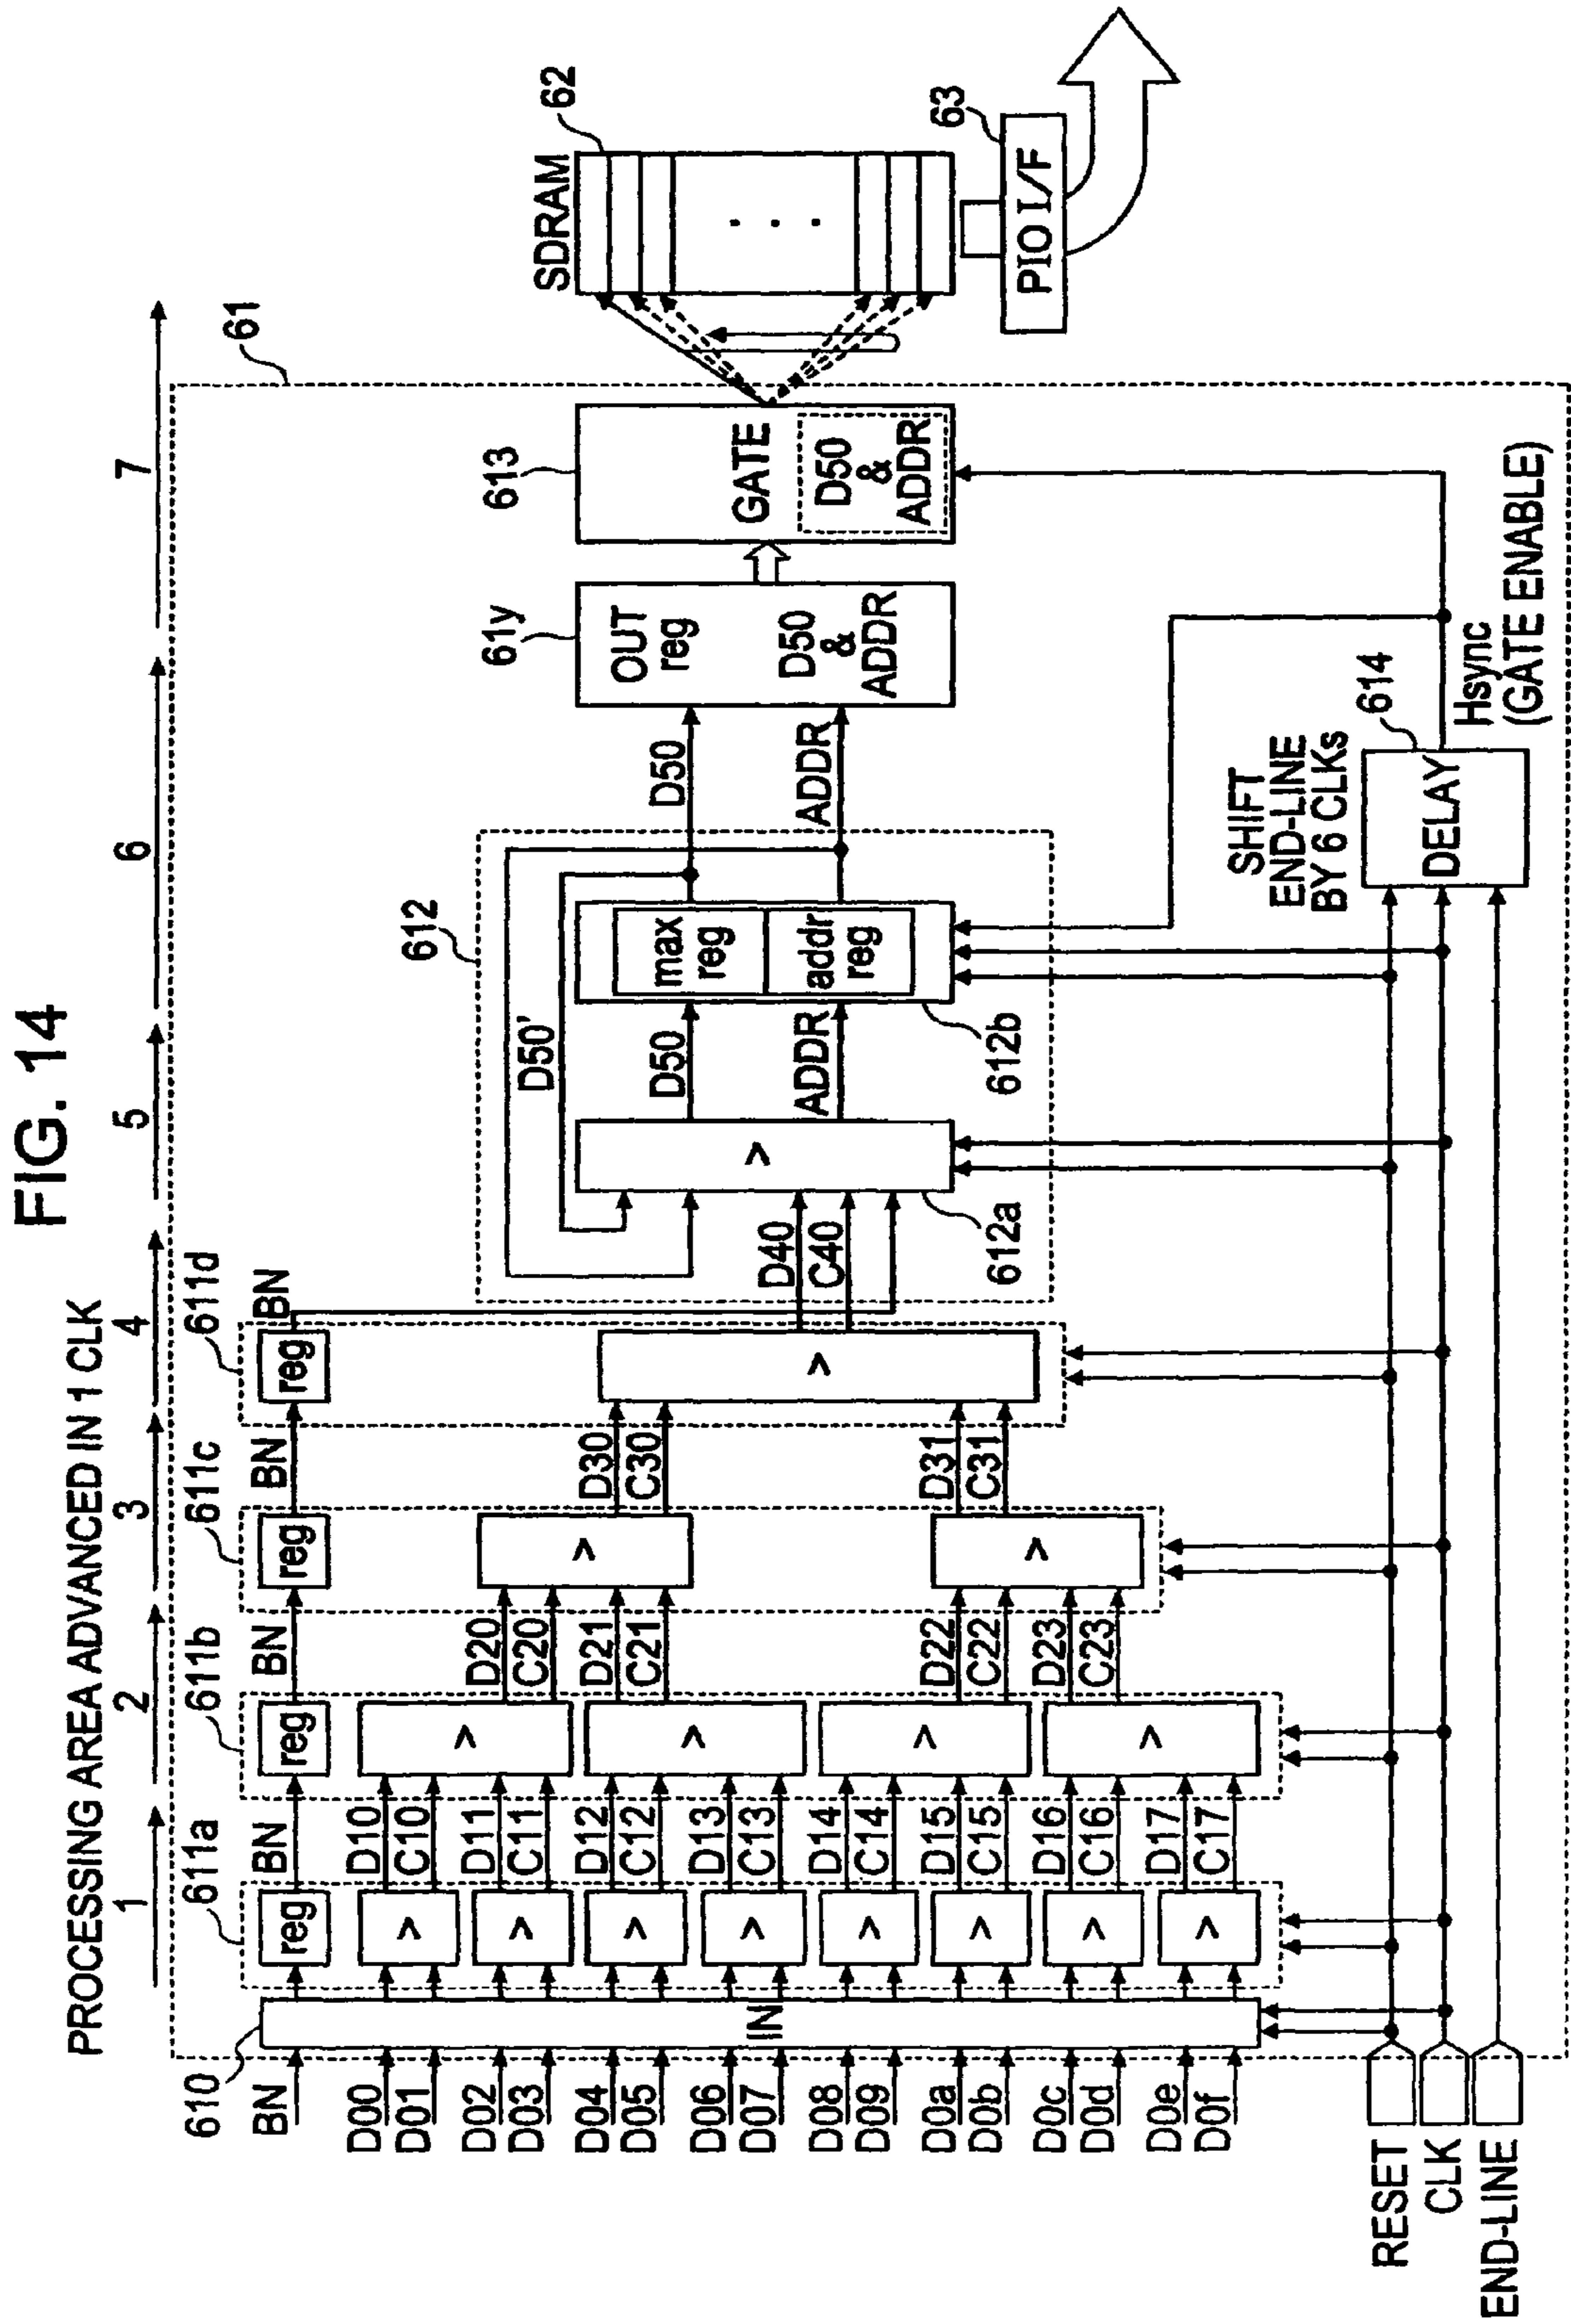 FIG. 14
PROCESSING AREA ADVANCED IN 1 CLK
1
2
3
4
5
6
7
61
610
611a
611b
611c
611d
612
61y
613
SDRAM
62
BN
BN
BN
BN
BN
reg
reg
reg
reg
IN
D00
D01
D02
D03
D04
D05
D06
D07
D08
D09
D0a
D0b
D0c
D0d
D0e
D0f
>
>
>
>
>
>
>
>
D10
C10
D11
C11
D12
C12
D13
C13
D14
C14
D15
C15
D16
C16
D17
C17
>
>
>
>
D20
C20
D21
C21
D22
C22
D23
C23
>
>
D30
C30
D31
C31
>
D40
C40
>
612a
D50'
D50
ADDR
max
reg
addr
reg
612b
D50
ADDR
OUT
reg
D50
&
ADDR
GATE
D50
&
ADDR
. . .
63
PIO I/F
SHIFT
END-LINE
BY 6 CLKs
614
DELAY
Hsync
(GATE ENABLE)
RESET
CLK
END-LINE